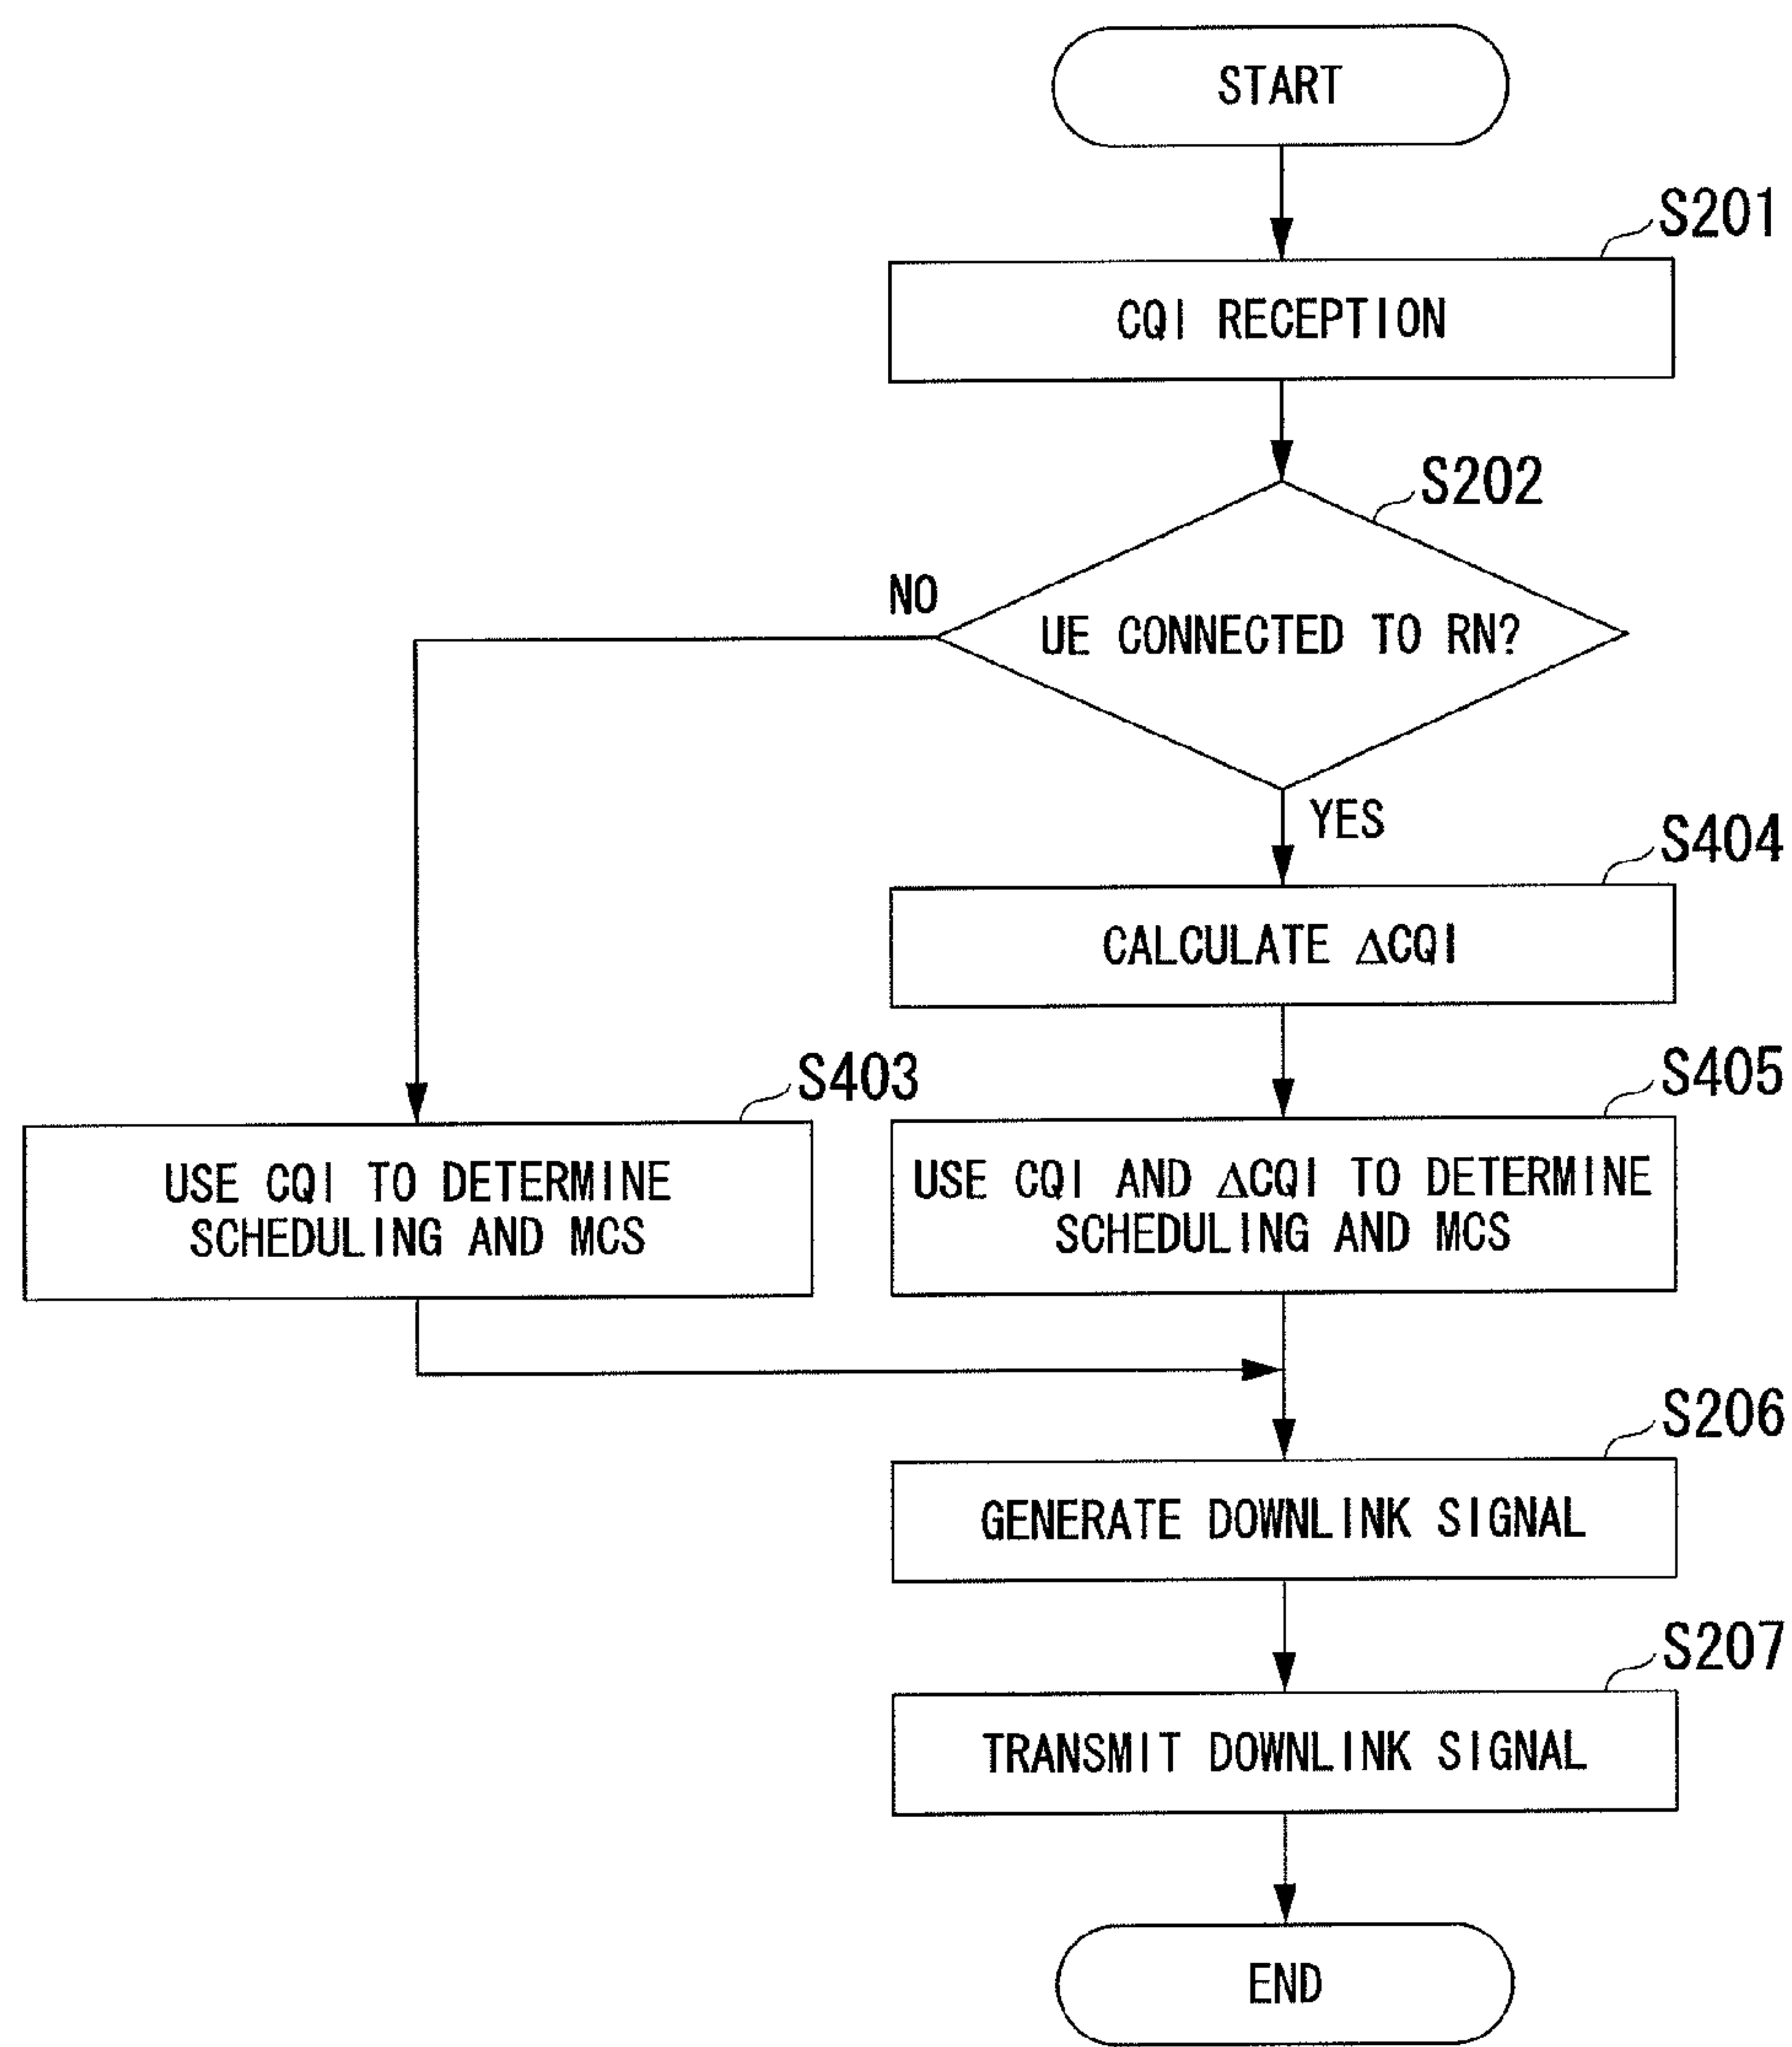 START
S201
CQI RECEPTION
S202
NO
UE CONNECTED TO RN?
YES
S404
CALCULATE ΔCQI
S403
S405
USE CQI TO DETERMINE
SCHEDULING AND MCS
USE CQI AND ΔCQI TO DETERMINE
SCHEDULING AND MCS
S206
GENERATE DOWNLINK SIGNAL
S207
TRANSMIT DOWNLINK SIGNAL
END